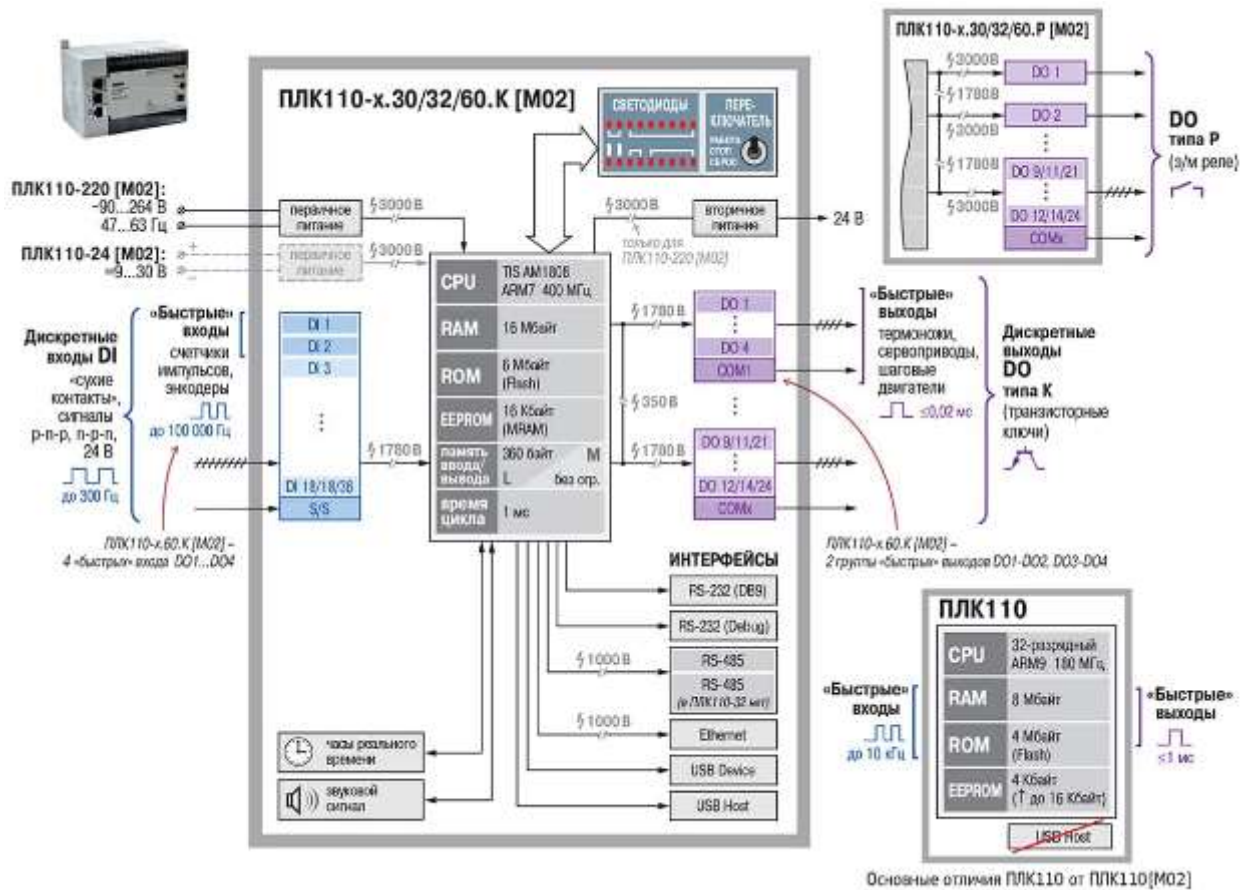 ПЛК110-х.30/32/60.К [М02]
СВЕТОДИОДЫ
ПЕРЕ-
КЛЮЧАТЕЛЬ
РАБОТА
СТОП
СБРОС
ПЛК110-220 [М02]:
~90...264 В
47...63 Гц
первичное
питание
3000 В
3000 В
вторичное
питание
24 В
только для
ПЛК110-220 [М02]
ПЛК110-24 [М02]:
=9...30 В
+
–
первичное
питание
3000 В
Дискретные
входы DI
«сухие
контакты»,
сигналы
p-n-p, n-p-n,
24 В
до 300 Гц
«Быстрые»
входы
счетчики
импульсов,
энкодеры
до 100 000 Гц
DI 1
DI 2
DI 3
DI 18/18/36
S/S
1780 В
ПЛК110-х.60.К [М02] –
4 «быстрых» входа DO1...DO4
CPU
TIS AM1806
ARM7 400 МГц
RAM
16 Мбайт
ROM
6 Мбайт
(Flash)
EEPROM
16 Кбайт
(MRAM)
память
ввода/
вывода
360 байт
М
L
без огр.
время
цикла
1 мс
1780 В
350 В
1780 В
DO 1
DO 4
COM1
DO 9/11/21
DO 12/14/24
COMx
«Быстрые»
выходы
термоножи,
сервоприводы,
шаговые
двигатели
≤0,02 мс
Дискретные
выходы
DO
типа К
(транзисторные
ключи)
ПЛК110-х.60.К [М02] –
2 группы «быстрых» выходов DO1-DO2, DO3-DO4
ИНТЕРФЕЙСЫ
RS-232 (DB9)
RS-232 (Debug)
1000 В
RS-485
RS-485
(в ПЛК110-32 нет)
1000 В
Ethernet
USB Device
USB Host
часы реального
времени
звуковой
сигнал
ПЛК110-х.30/32/60.Р [М02]
3000В
DO 1
1780В
DO 2
3000В
1780В
DO 9/11/21
3000В
DO 12/14/24
COMx
DO
типа Р
(э/м реле)
ПЛК110
CPU
32-разрядный
ARM9 180 МГц
RAM
8 Мбайт
ROM
4 Мбайт
(Flash)
EEPROM
4 Кбайт
(↑ до 16 Кбайт)
USB Host
«Быстрые»
входы
до 10 кГц
«Быстрые»
выходы
≤1 мс
Основные отличия ПЛК110 от ПЛК110[М02]